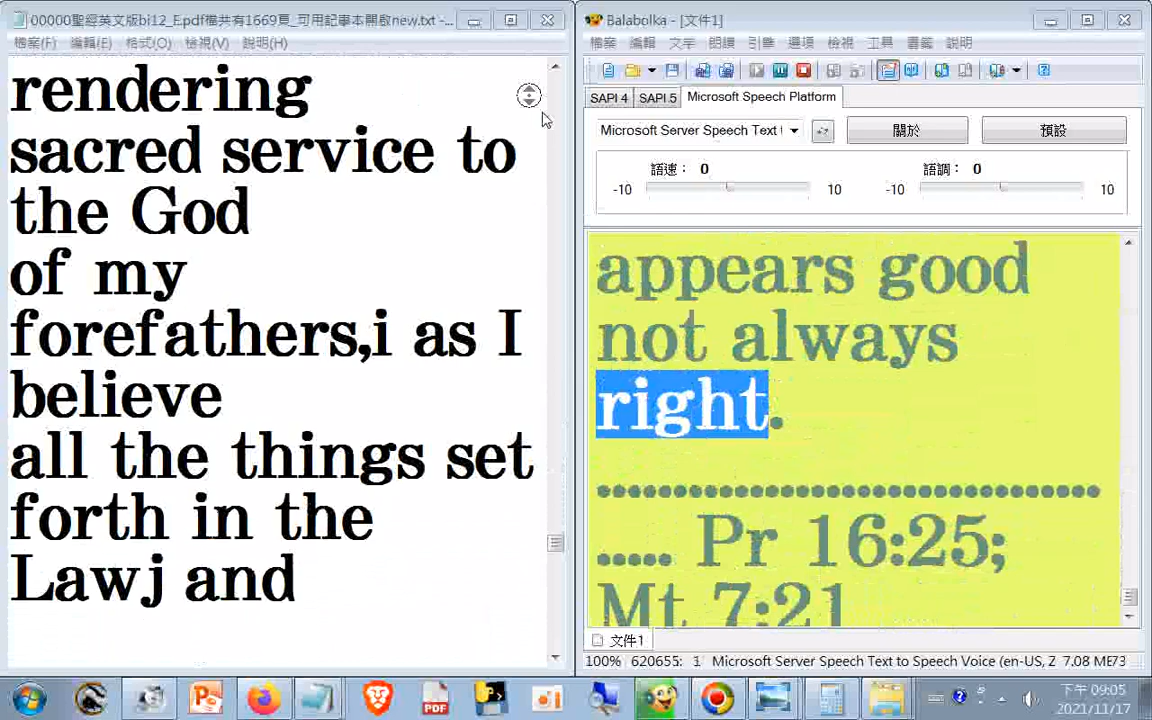 00000聖經英文版bi12_E.pdf檔共有1669頁_可用記事本開啟new.txt -...
檔案(F) 編輯(E) 格式(O) 檢視(V) 說明(H)
rendering
sacred service to
the God
of my
forefathers,i as I
believe
all the things set
forth in the
Lawj and
Balabolka - [文件1]
檔案 編輯 文字 朗讀 引擎 選項 檢視 工具 書籤 說明
SAPI 4 SAPI 5 Microsoft Speech Platform
Microsoft Server Speech Text
關於 預設
語速： 0 語調： 0
-10 10 -10 10
appears good
not always
right.
.................................
..... Pr 16:25;
Mt 7:21
文件1
100% 620655: 1 Microsoft Server Speech Text to Speech Voice (en-US, Z 7.08 ME73
PDF
下午 09:05
2021/11/17